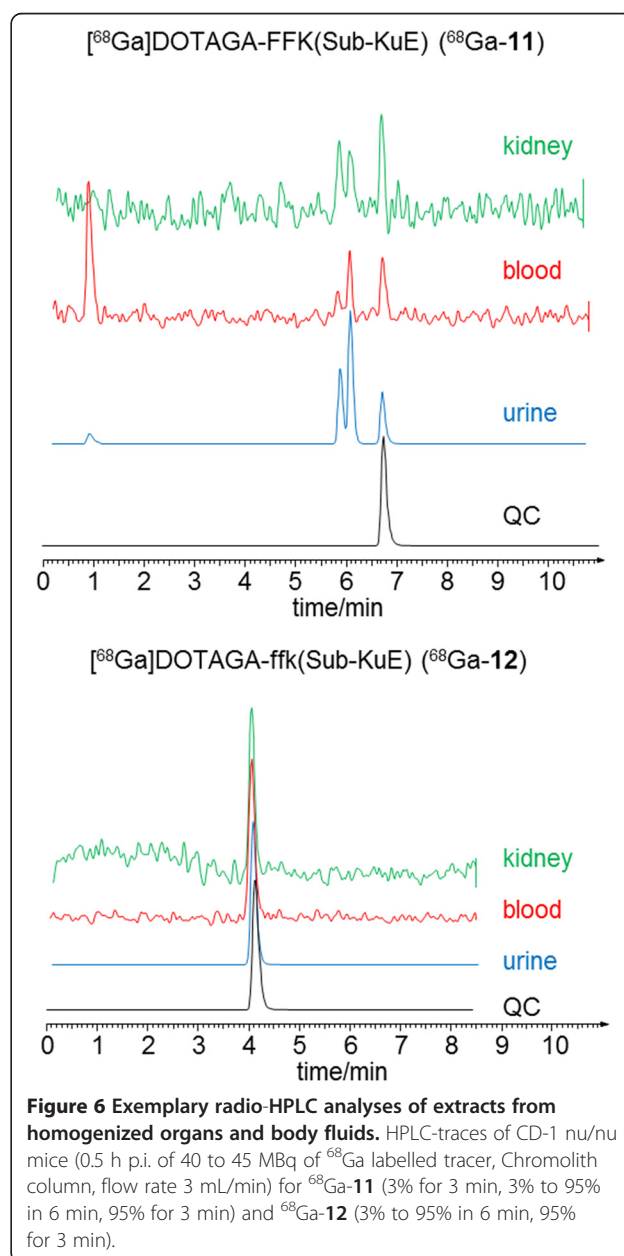 [⁶⁸Ga]DOTAGA-FFK(Sub-KuE) (⁶⁸Ga-11)
kidney
blood
urine
QC
0 1 2 3 4 5 6 7 8 9 10
time/min
[⁶⁸Ga]DOTAGA-ffk(Sub-KuE) (⁶⁸Ga-12)
kidney
blood
urine
QC
0 1 2 3 4 5 6 7 8 9 10
time/min
Figure 6 Exemplary radio-HPLC analyses of extracts from
homogenized organs and body fluids. HPLC-traces of CD-1 nu/nu
mice (0.5 h p.i. of 40 to 45 MBq of ⁶⁸Ga labelled tracer, Chromolith
column, flow rate 3 mL/min) for ⁶⁸Ga-11 (3% for 3 min, 3% to 95%
in 6 min, 95% for 3 min) and ⁶⁸Ga-12 (3% to 95% in 6 min, 95%
for 3 min).